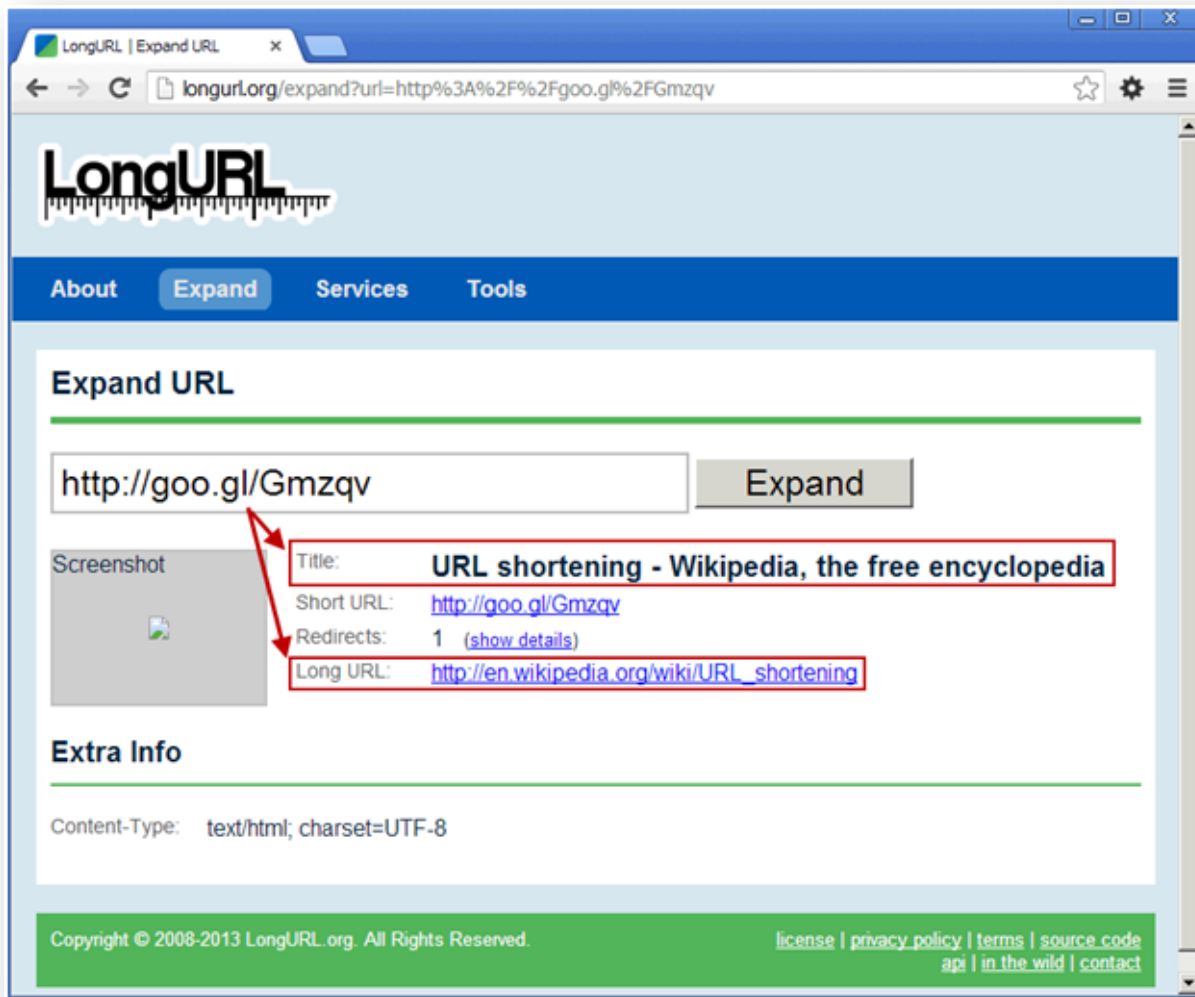 LongURL | Expand URL
longurl.org/expand?url=http%3A%2F%2Fgoo.gl%2FGmzqv
LongURL
About Expand Services Tools
Expand URL
http://goo.gl/Gmzqv Expand
Screenshot
Title: URL shortening - Wikipedia, the free encyclopedia
Short URL: http://goo.gl/Gmzqv
Redirects: 1 (show details)
Long URL: http://en.wikipedia.org/wiki/URL_shortening
Extra Info
Content-Type: text/html; charset=UTF-8
Copyright © 2008-2013 LongURL.org. All Rights Reserved. license | privacy policy | terms | source code
api | in the wild | contact